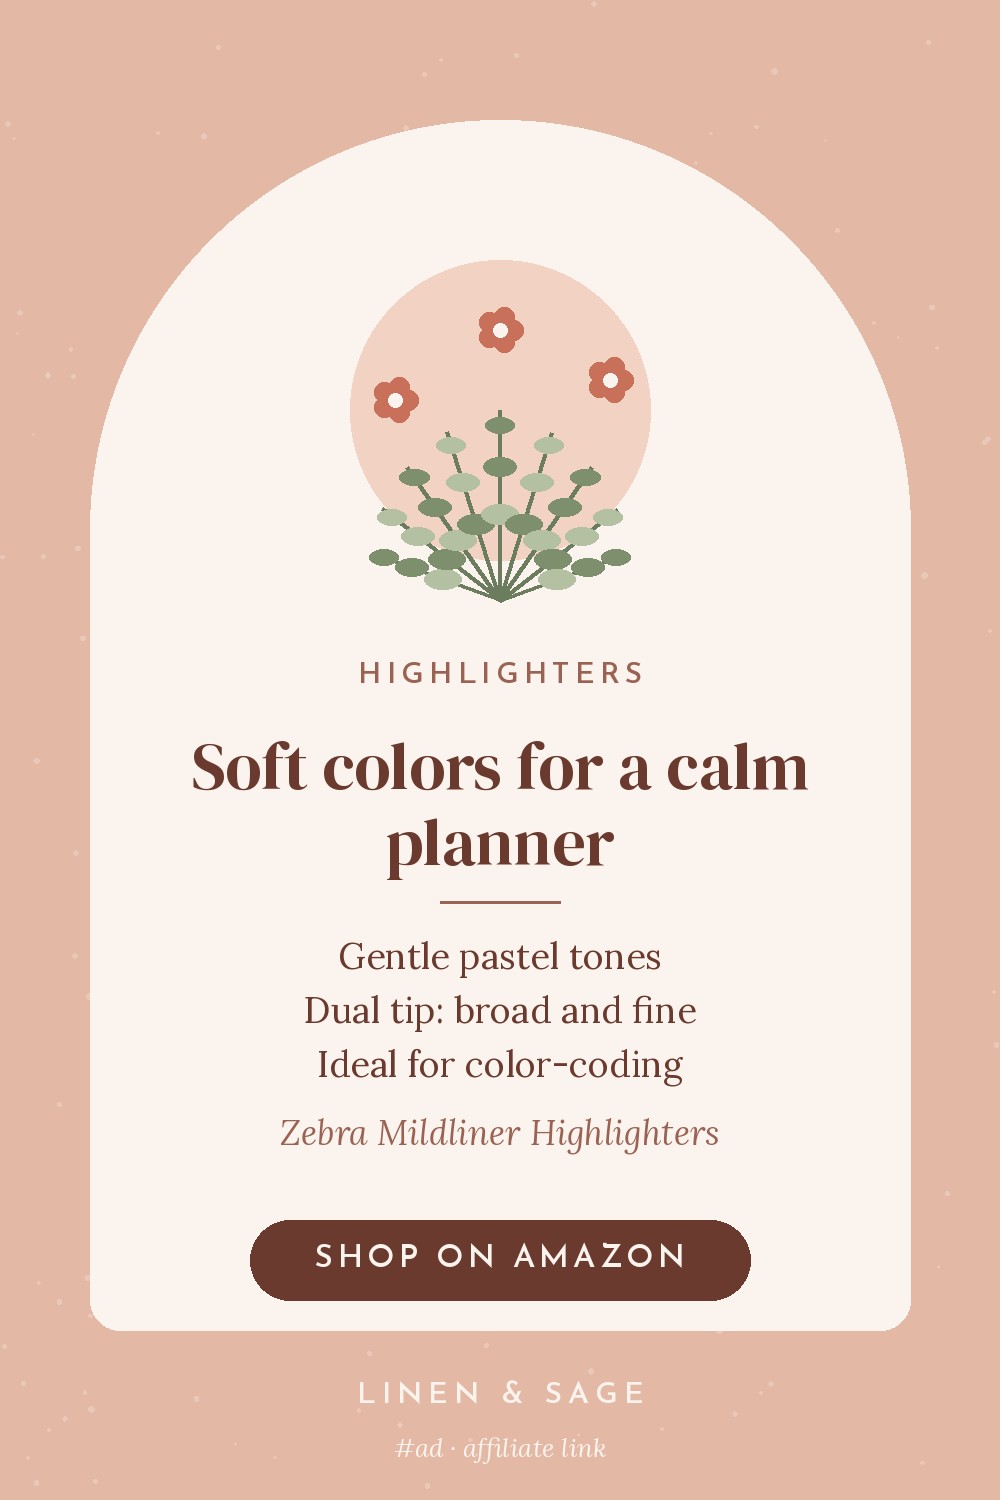 HIGHLIGHTERS
Soft colors for a calm
planner
Gentle pastel tones
Dual tip: broad and fine
Ideal for color-coding
Zebra Mildliner Highlighters
SHOP ON AMAZON
LINEN & SAGE
#ad · affiliate link